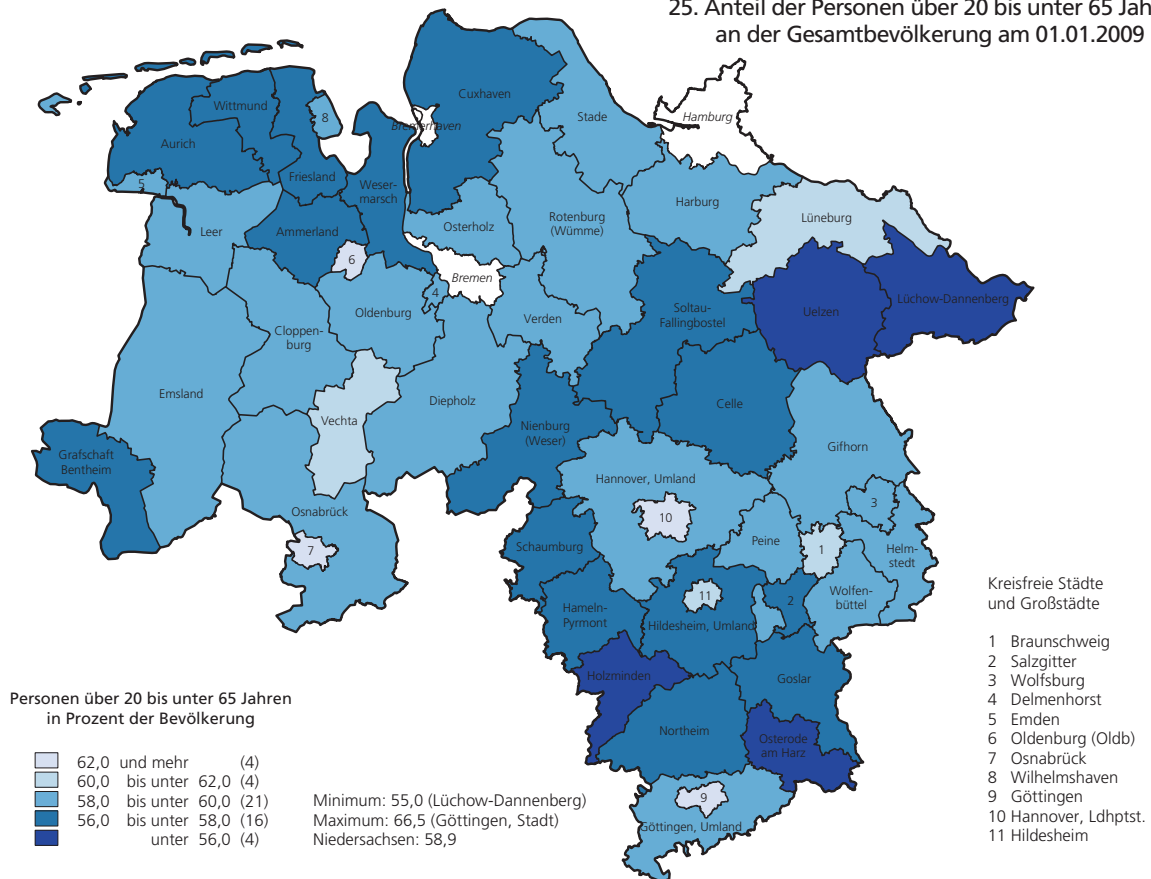 25. Anteil der Personen über 20 bis unter 65 Jah
an der Gesamtbevölkerung am 01.01.2009
Cuxhaven
Wittmund
Stade
Hamburg
8
Bremerhaven
Aurich
Friesland
5
Weser-
marsch
Harburg
Lüneburg
Rotenburg
(Wümme)
Osterholz
Leer
Ammerland
6
Bremen
4
Lüchow-Dannenberg
Soltau-
Fallingbostel
Uelzen
Oldenburg
Verden
Cloppen-
burg
Emsland
Diepholz
Celle
Vechta
Nienburg
(Weser)
Gifhorn
Grafschaft
Bentheim
Hannover, Umland
3
Osnabrück
10
Peine
7
Schaumburg
1
Helm-
stedt
11
2
Wolfen-
büttel
Hameln-
Pyrmont
Hildesheim, Umland
Holzminden
Goslar
Northeim
Osterode
am Harz
9
Göttingen, Umland
Kreisfreie Städte
und Großstädte
1 Braunschweig
2 Salzgitter
3 Wolfsburg
4 Delmenhorst
5 Emden
6 Oldenburg (Oldb)
7 Osnabrück
8 Wilhelmshaven
9 Göttingen
10 Hannover, Ldhptst.
11 Hildesheim
Personen über 20 bis unter 65 Jahren
in Prozent der Bevölkerung
62,0 und mehr (4)
60,0 bis unter 62,0 (4)
58,0 bis unter 60,0 (21)
56,0 bis unter 58,0 (16)
unter 56,0 (4)
Minimum: 55,0 (Lüchow-Dannenberg)
Maximum: 66,5 (Göttingen, Stadt)
Niedersachsen: 58,9